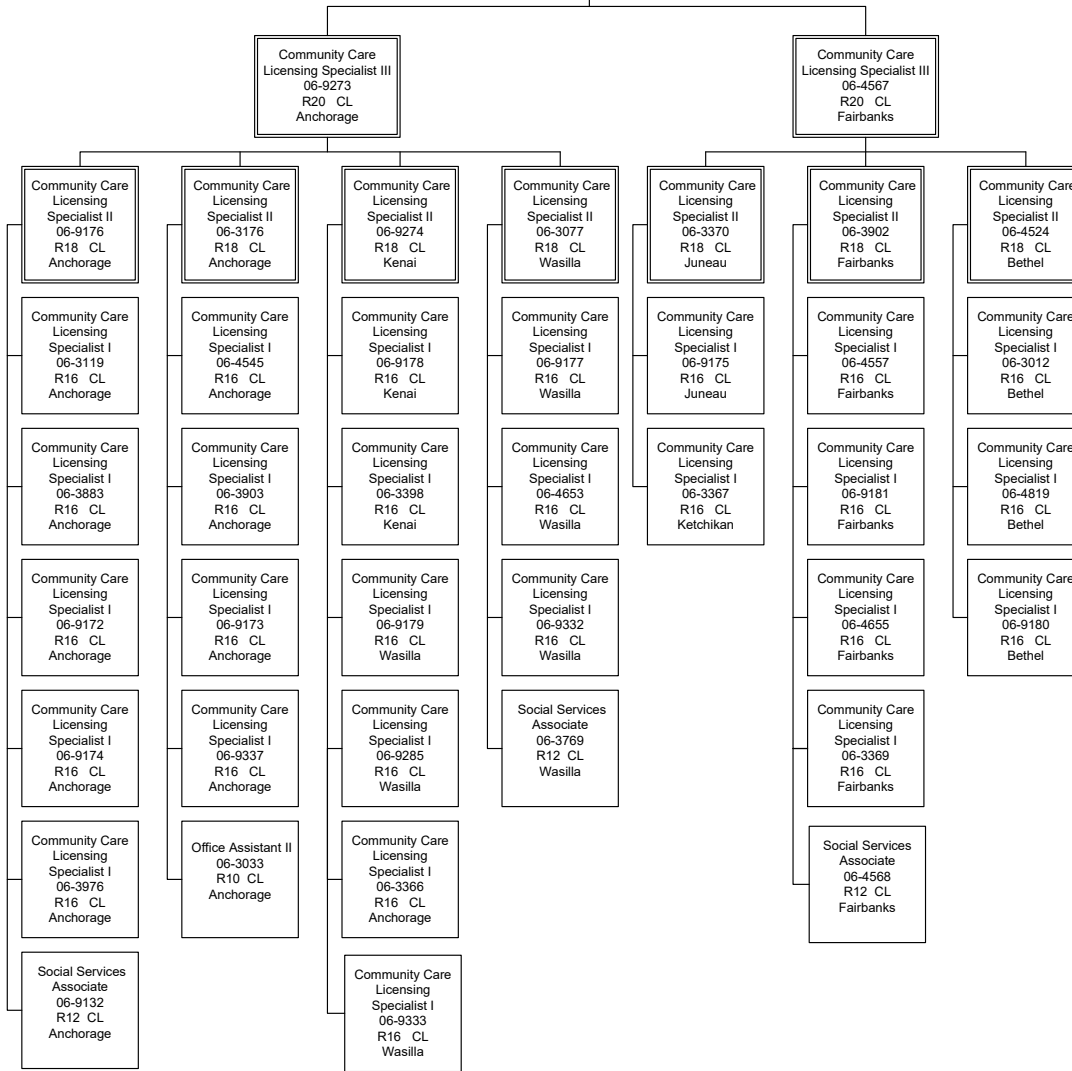 Community Care
Licensing Specialist III
06-9273
R20 CL
Anchorage
Community Care
Licensing Specialist III
06-4567
R20 CL
Fairbanks
Community Care
Licensing
Specialist II
06-9176
R18 CL
Anchorage
Community Care
Licensing
Specialist I
06-3119
R16 CL
Anchorage
Community Care
Licensing
Specialist I
06-3883
R16 CL
Anchorage
Community Care
Licensing
Specialist I
06-9172
R16 CL
Anchorage
Community Care
Licensing
Specialist I
06-9174
R16 CL
Anchorage
Community Care
Licensing
Specialist I
06-3976
R16 CL
Anchorage
Social Services
Associate
06-9132
R12 CL
Anchorage
Community Care
Licensing
Specialist II
06-3176
R18 CL
Anchorage
Community Care
Licensing
Specialist I
06-4545
R16 CL
Anchorage
Community Care
Licensing
Specialist I
06-3903
R16 CL
Anchorage
Community Care
Licensing
Specialist I
06-9173
R16 CL
Anchorage
Community Care
Licensing
Specialist I
06-9337
R16 CL
Anchorage
Office Assistant II
06-3033
R10 CL
Anchorage
Community Care
Licensing
Specialist II
06-9274
R18 CL
Kenai
Community Care
Licensing
Specialist I
06-9178
R16 CL
Kenai
Community Care
Licensing
Specialist I
06-3398
R16 CL
Kenai
Community Care
Licensing
Specialist I
06-9179
R16 CL
Wasilla
Community Care
Licensing
Specialist I
06-9285
R16 CL
Wasilla
Community Care
Licensing
Specialist I
06-3366
R16 CL
Anchorage
Community Care
Licensing
Specialist I
06-9333
R16 CL
Wasilla
Community Care
Licensing
Specialist II
06-3077
R18 CL
Wasilla
Community Care
Licensing
Specialist I
06-9177
R16 CL
Wasilla
Community Care
Licensing
Specialist I
06-4653
R16 CL
Wasilla
Community Care
Licensing
Specialist I
06-9332
R16 CL
Wasilla
Social Services
Associate
06-3769
R12 CL
Wasilla
Community Care
Licensing
Specialist II
06-3370
R18 CL
Juneau
Community Care
Licensing
Specialist I
06-9175
R16 CL
Juneau
Community Care
Licensing
Specialist I
06-3367
R16 CL
Ketchikan
Community Care
Licensing
Specialist II
06-3902
R18 CL
Fairbanks
Community Care
Licensing
Specialist I
06-4557
R16 CL
Fairbanks
Community Care
Licensing
Specialist I
06-9181
R16 CL
Fairbanks
Community Care
Licensing
Specialist I
06-4655
R16 CL
Fairbanks
Community Care
Licensing
Specialist I
06-3369
R16 CL
Fairbanks
Social Services
Associate
06-4568
R12 CL
Fairbanks
Community Care
Licensing
Specialist II
06-4524
R18 CL
Bethel
Community Care
Licensing
Specialist I
06-3012
R16 CL
Bethel
Community Care
Licensing
Specialist I
06-4819
R16 CL
Bethel
Community Care
Licensing
Specialist I
06-9180
R16 CL
Bethel